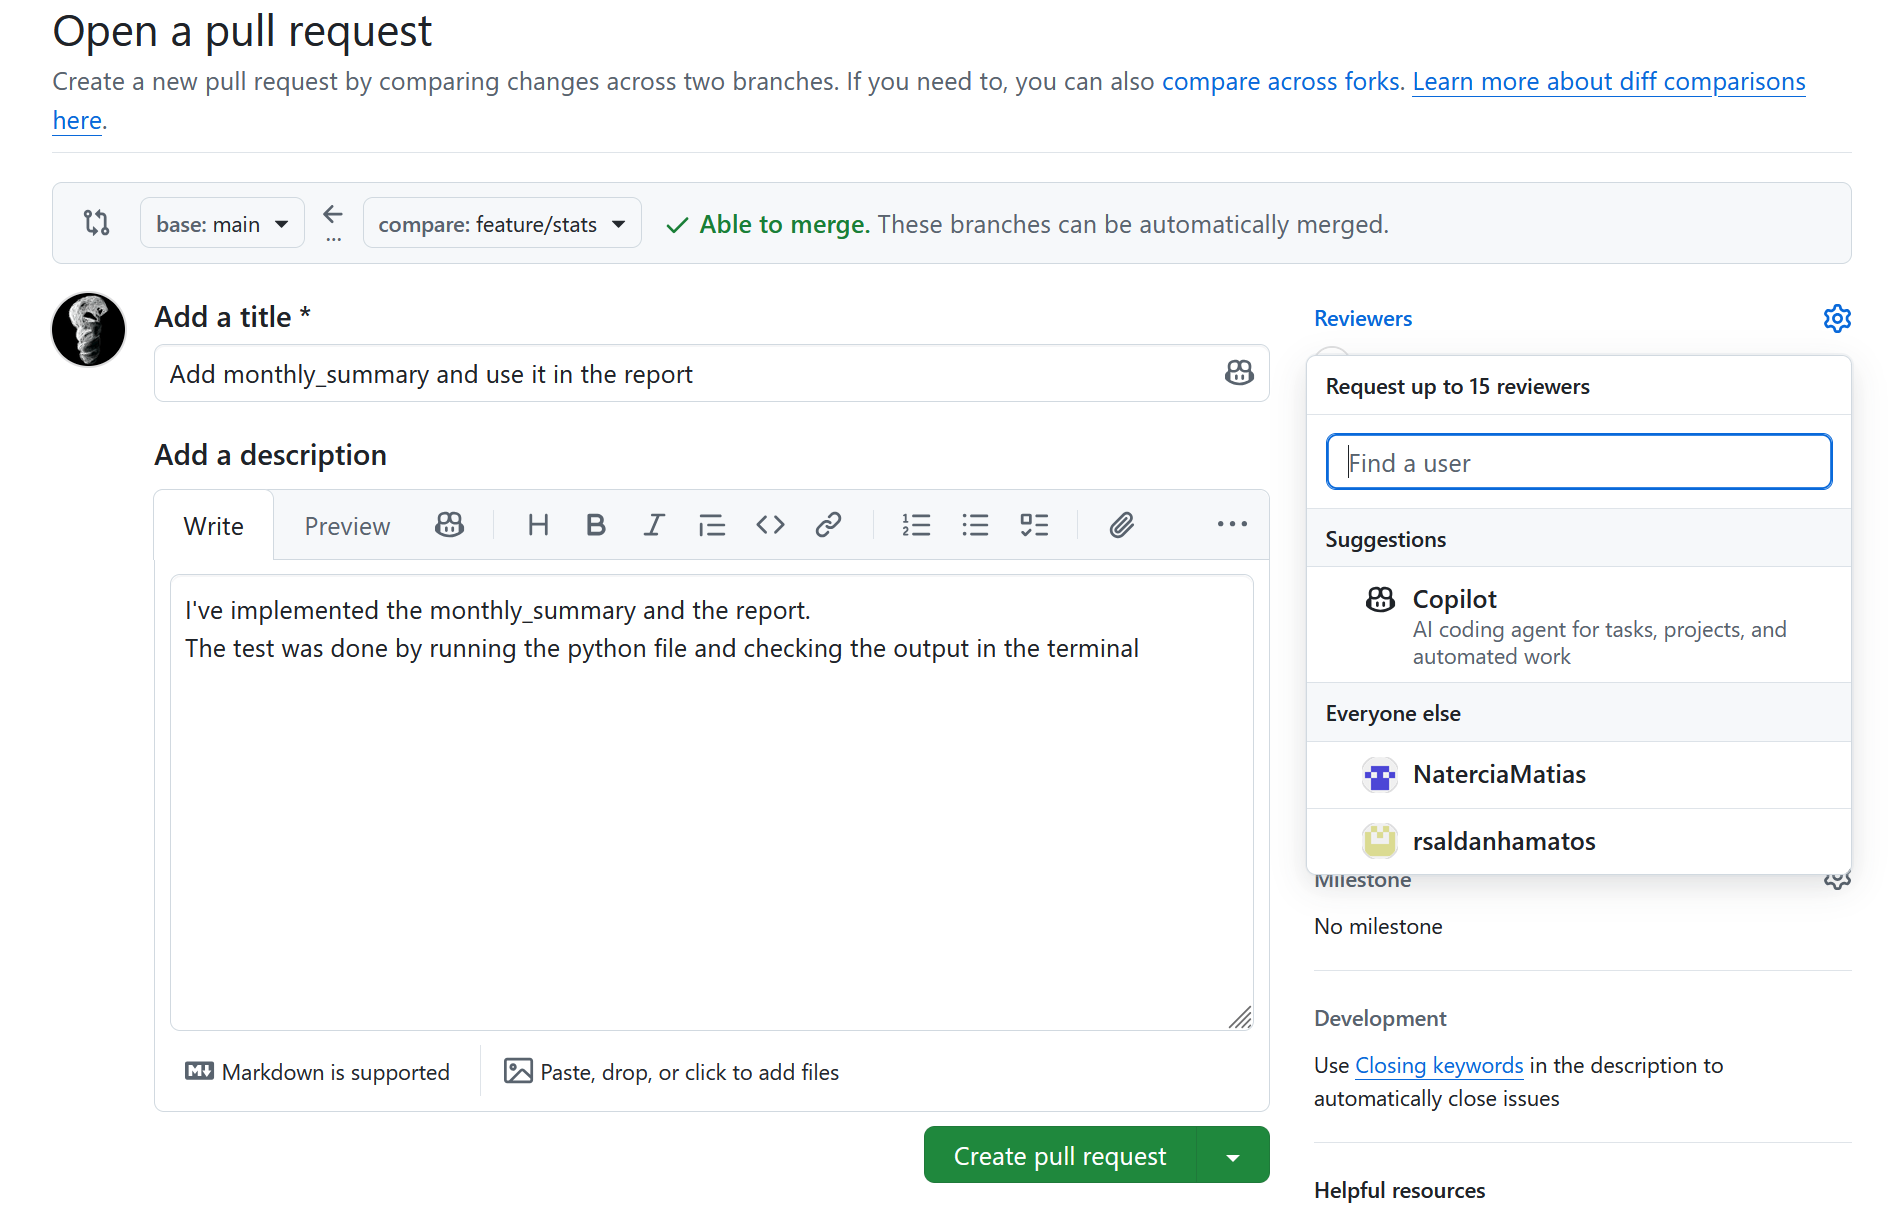 Open a pull request
Create a new pull request by comparing changes across two branches. If you need to, you can also compare across forks. Learn more about diff comparisons
here.
base: main
compare: feature/stats
Able to merge. These branches can be automatically merged.
Add a title *
Add monthly_summary and use it in the report
Add a description
Write
Preview
I've implemented the monthly_summary and the report.
The test was done by running the python file and checking the output in the terminal
Markdown is supported
Paste, drop, or click to add files
Create pull request
Reviewers
Request up to 15 reviewers
Find a user
Suggestions
Copilot
AI coding agent for tasks, projects, and
automated work
Everyone else
NaterciaMatias
rsaldanhamatos
Milestone
No milestone
Development
Use Closing keywords in the description to
automatically close issues
Helpful resources